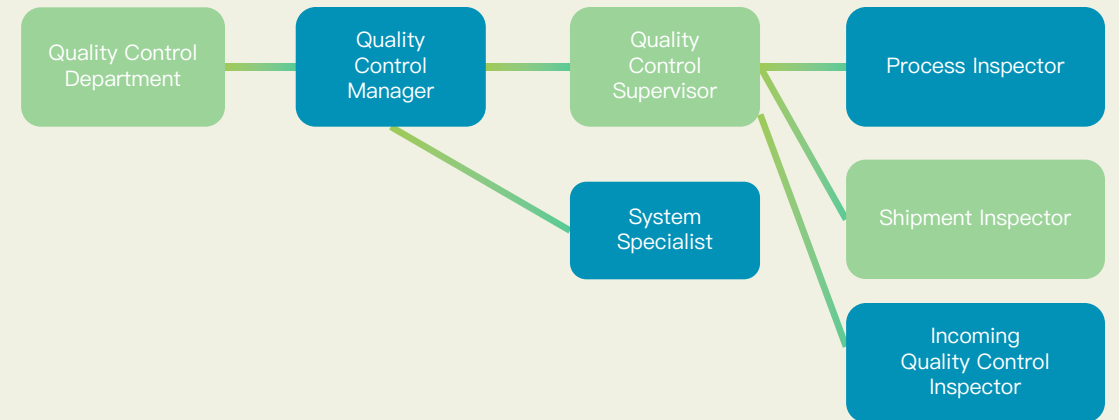 Quality Control
Department
Quality
Control
Manager
Quality
Control
Supervisor
Process Inspector
System
Specialist
Shipment Inspector
Incoming
Quality Control
Inspector